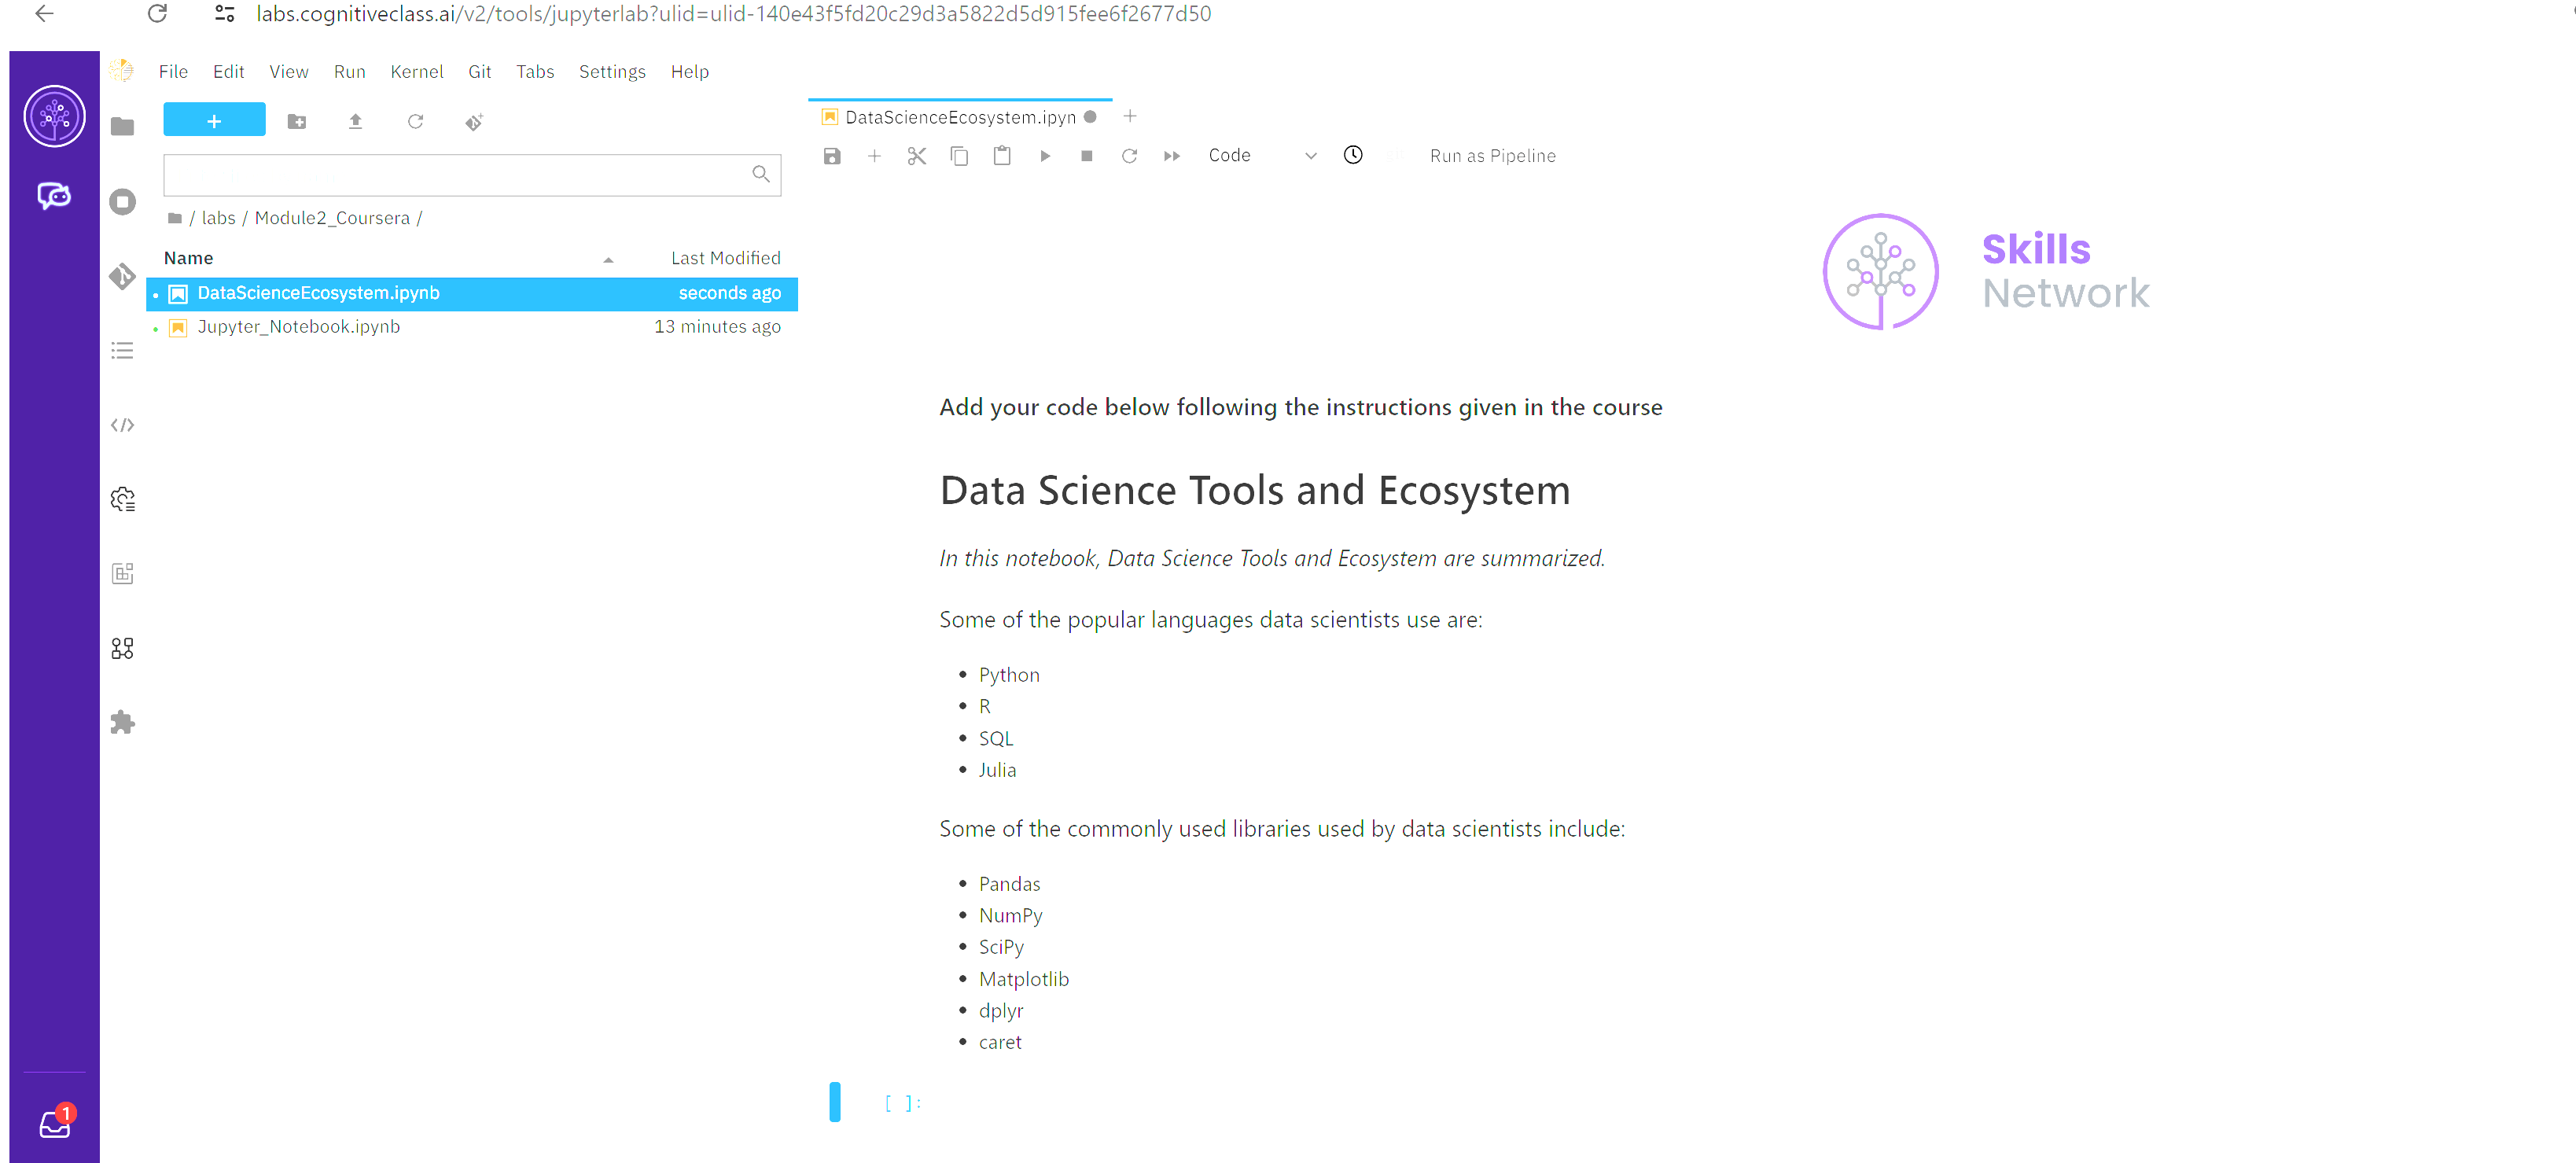 labs.cognitiveclass.ai/v2/tools/jupyterlab?ulid=ulid-140e43f5fd20c29d3a5822d5d915fee6f2677d50
File Edit View Run Kernel Git Tabs Settings Help
DataScienceEcosystem.ipyn
Code Run as Pipeline
/ labs / Module2_Coursera /
Name Last Modified
DataScienceEcosystem.ipynb seconds ago
Jupyter_Notebook.ipynb 13 minutes ago
Skills
Network
Add your code below following the instructions given in the course
Data Science Tools and Ecosystem
In this notebook, Data Science Tools and Ecosystem are summarized.
Some of the popular languages data scientists use are:
• Python
• R
• SQL
• Julia
Some of the commonly used libraries used by data scientists include:
• Pandas
• NumPy
• SciPy
• Matplotlib
• dplyr
• caret
[ ]:
1